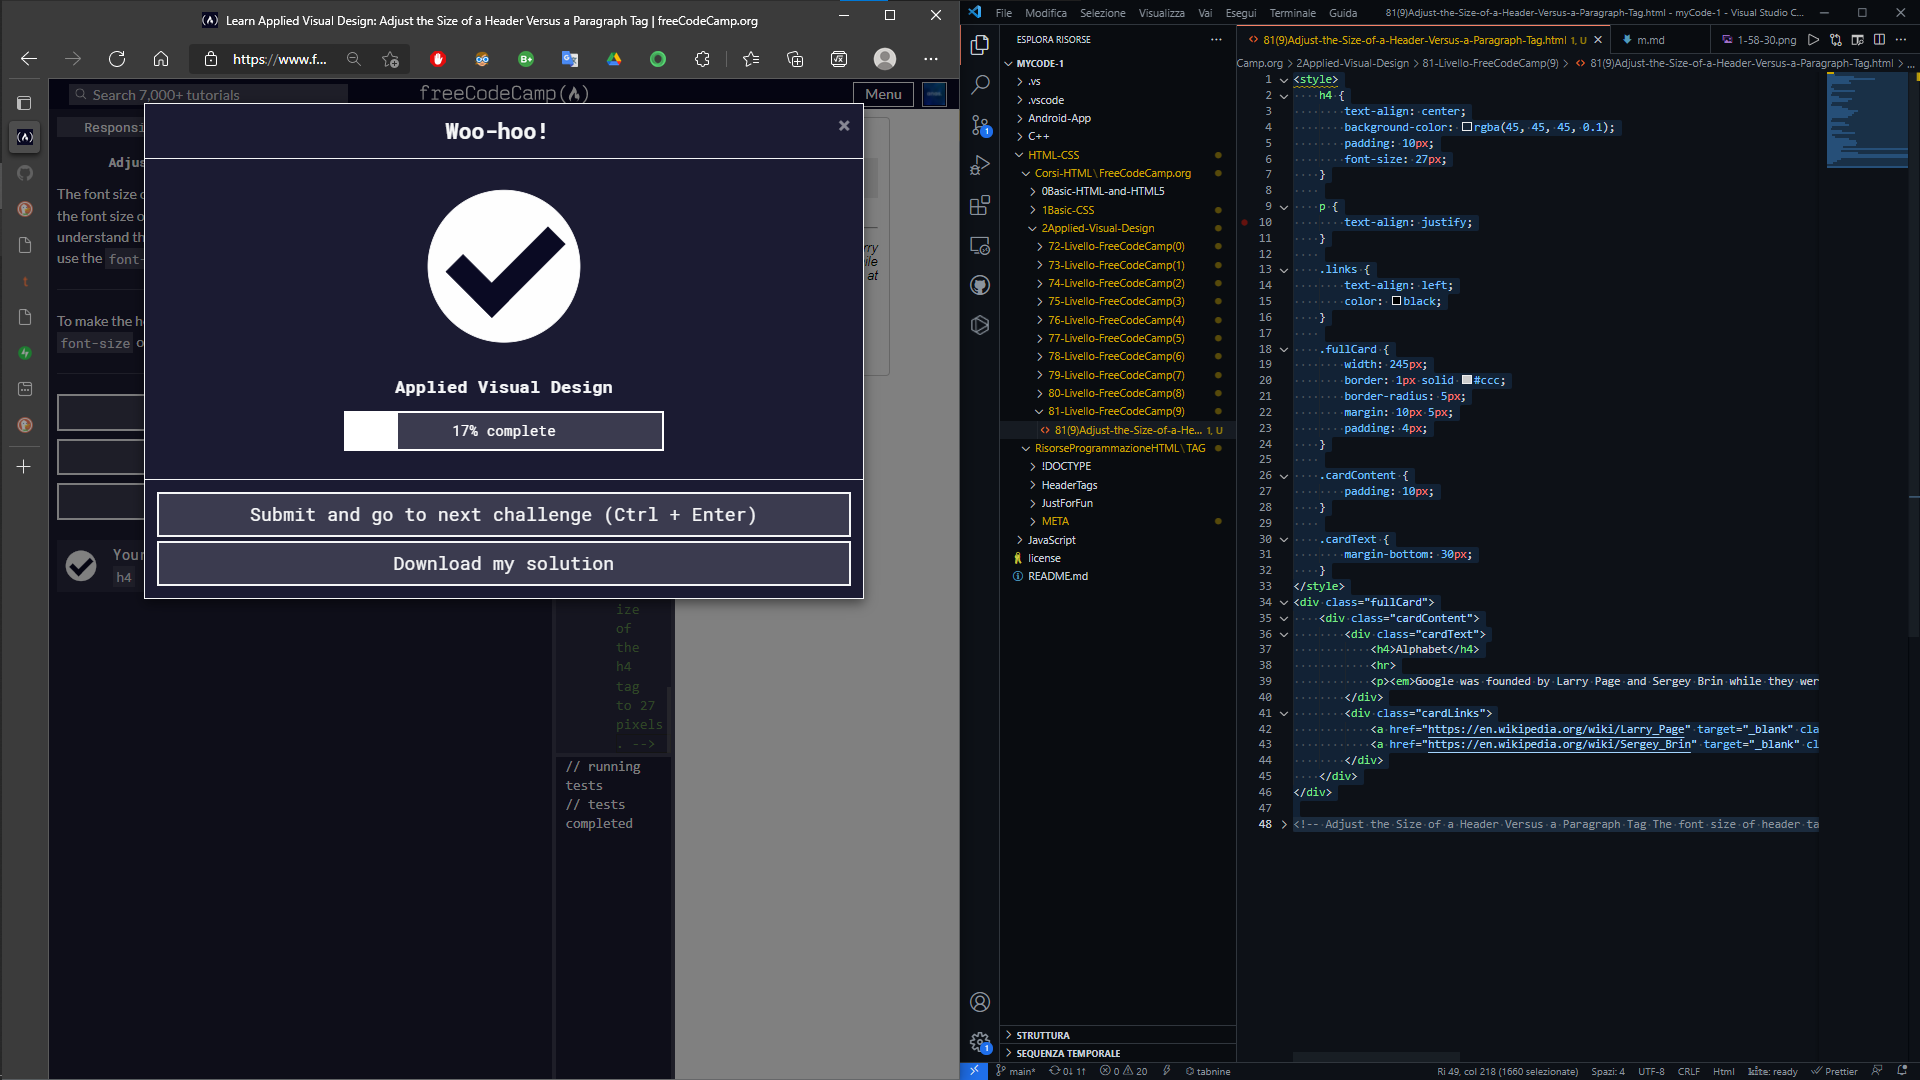 Learn Applied Visual Design: Adjust the Size of a Header Versus a Paragraph Tag | freeCodeCamp.org
https://www.f...
Search 7,000+ tutorials
freeCodeCamp
Menu
Responsi
Adjus
The font size o
the font size o
understand th
use the font-
To make the h
font-size o
Your
h4
Woo-hoo!
×
Applied Visual Design
17% complete
Submit and go to next challenge (Ctrl + Enter)
Download my solution
rry
at
ize
of
the
h4
tag
to 27
pixels
. -->
// running
tests
// tests
completed
File Modifica Selezione Visualizza Vai Esegui Terminale Guida
81(9)Adjust-the-Size-of-a-Header-Versus-a-Paragraph-Tag.html - myCode-1 - Visual Studio C...
ESPLORA RISORSE
MYCODE-1
.vs
.vscode
Android-App
C++
HTML-CSS
Corsi-HTML\FreeCodeCamp.org
0Basic-HTML-and-HTML5
1Basic-CSS
2Applied-Visual-Design
72-Livello-FreeCodeCamp(0)
73-Livello-FreeCodeCamp(1)
74-Livello-FreeCodeCamp(2)
75-Livello-FreeCodeCamp(3)
76-Livello-FreeCodeCamp(4)
77-Livello-FreeCodeCamp(5)
78-Livello-FreeCodeCamp(6)
79-Livello-FreeCodeCamp(7)
80-Livello-FreeCodeCamp(8)
81-Livello-FreeCodeCamp(9)
81(9)Adjust-the-Size-of-a-He... 1, U
RisorseProgrammazioneHTML\TAG
!DOCTYPE
HeaderTags
JustForFun
META
JavaScript
license
README.md
STRUTTURA
SEQUENZA TEMPORALE
81(9)Adjust-the-Size-of-a-Header-Versus-a-Paragraph-Tag.html 1, U
m.md
1-58-30.png
Camp.org > 2Applied-Visual-Design > 81-Livello-FreeCodeCamp(9) > 81(9)Adjust-the-Size-of-a-Header-Versus-a-Paragraph-Tag.html > ...
1 <style>
2 h4 {
3 text-align: center;
4 background-color: rgba(45, 45, 45, 0.1);
5 padding: 10px;
6 font-size: 27px;
7 }
8
9 p {
10 text-align: justify;
11 }
12
13 .links {
14 text-align: left;
15 color: black;
16 }
17
18 .fullCard {
19 width: 245px;
20 border: 1px solid #ccc;
21 border-radius: 5px;
22 margin: 10px 5px;
23 padding: 4px;
24 }
25
26 .cardContent {
27 padding: 10px;
28 }
29
30 .cardText {
31 margin-bottom: 30px;
32 }
33 </style>
34 <div class="fullCard">
35 <div class="cardContent">
36 <div class="cardText">
37 <h4>Alphabet</h4>
38 <hr>
39 <p><em>Google was founded by Larry Page and Sergey Brin while they wer
40 </div>
41 <div class="cardLinks">
42 <a href="https://en.wikipedia.org/wiki/Larry_Page" target="_blank" cla
43 <a href="https://en.wikipedia.org/wiki/Sergey_Brin" target="_blank" cl
44 </div>
45 </div>
46 </div>
47
48 <!-- Adjust the Size of a Header Versus a Paragraph Tag The font size of header ta
main* 0↓ 1↑ 0 20 tabnine
Ri 49, col 218 (1660 selezionate) Spazi: 4 UTF-8 CRLF Html kite: ready Prettier